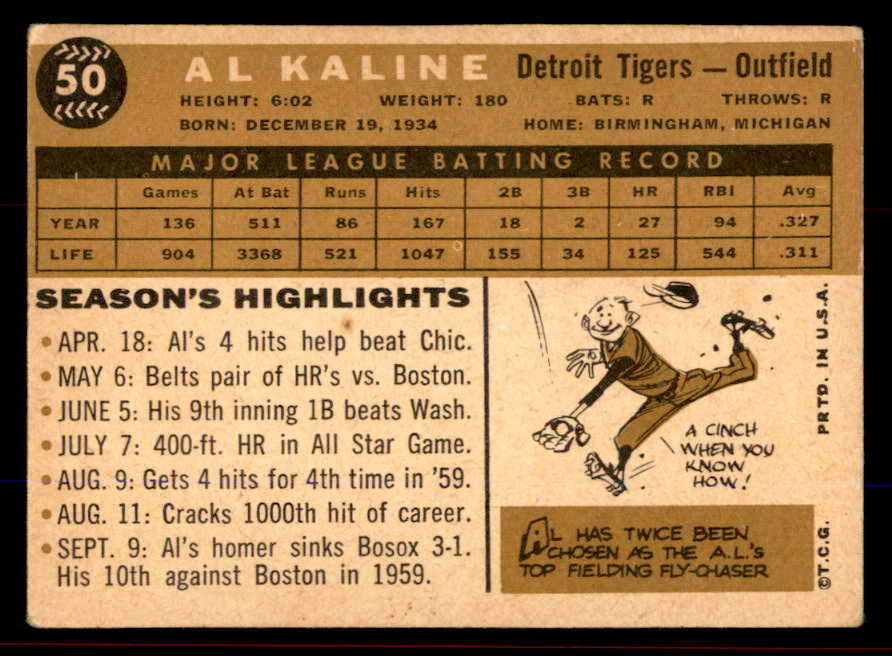 50
AL KALINE Detroit Tigers — Outfield
HEIGHT: 6:02 WEIGHT: 180 BATS: R THROWS: R
BORN: DECEMBER 19, 1934 HOME: BIRMINGHAM, MICHIGAN
MAJOR LEAGUE BATTING RECORD
Games At Bat Runs Hits 2B 3B HR RBI Avg
YEAR 136 511 86 167 18 2 27 94 .327
LIFE 904 3368 521 1047 155 34 125 544 .311
SEASON'S HIGHLIGHTS
• APR. 18: Al's 4 hits help beat Chic.
• MAY 6: Belts pair of HR's vs. Boston.
• JUNE 5: His 9th inning 1B beats Wash.
• JULY 7: 400-ft. HR in All Star Game.
• AUG. 9: Gets 4 hits for 4th time in '59.
• AUG. 11: Cracks 1000th hit of career.
• SEPT. 9: Al's homer sinks Bosox 3-1.
His 10th against Boston in 1959.
A CINCH
WHEN YOU
KNOW
HOW!
AL HAS TWICE BEEN
CHOSEN AS THE A.L.'S
TOP FIELDING FLY-CHASER
PRTD. IN U.S.A.
©T.C.G.